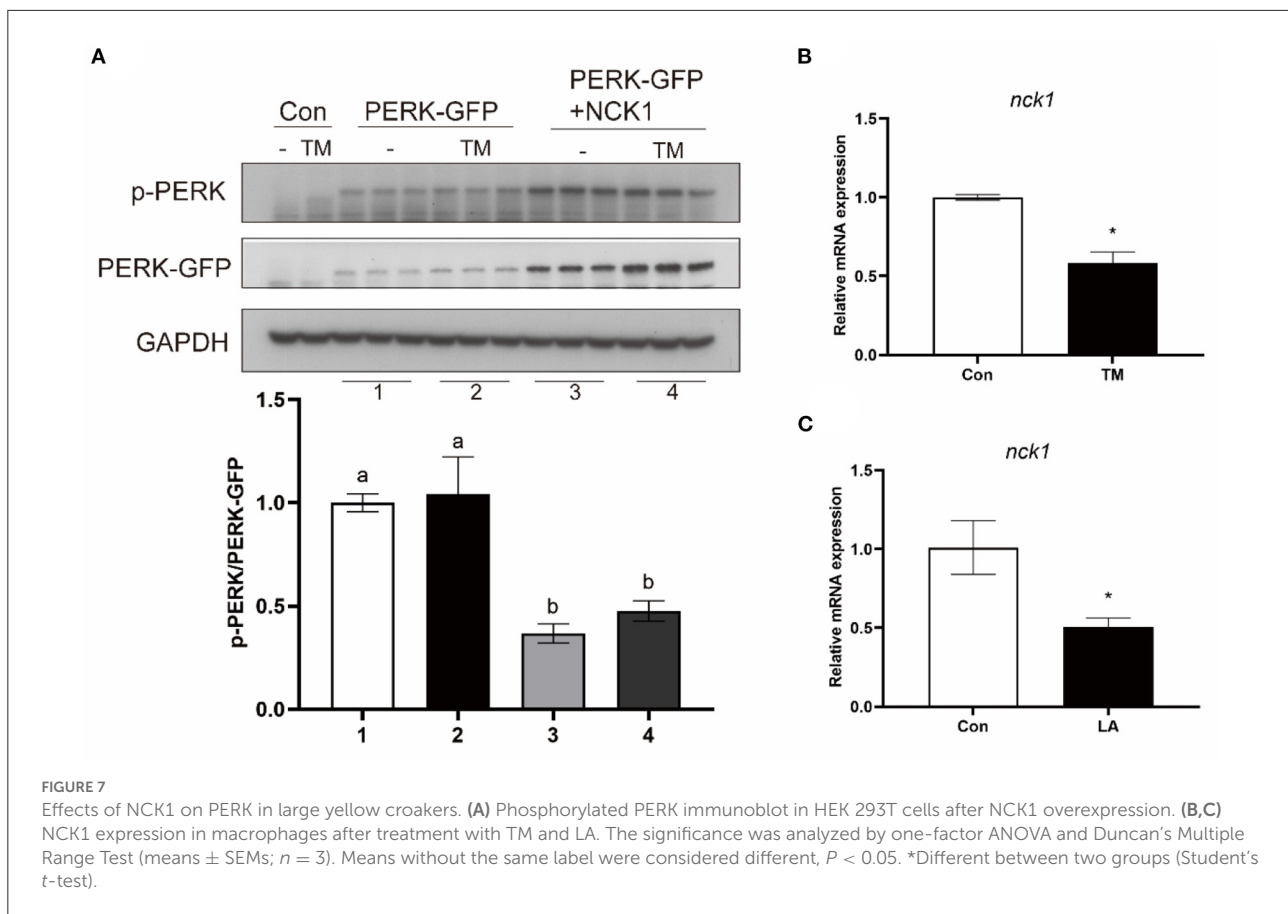 A
Con
PERK-GFP
PERK-GFP
+NCK1
- TM - TM - TM
p-PERK
PERK-GFP
GAPDH
1 2 3 4
p-PERK/PERK-GFP
1.5
1.0
0.5
0.0
a
a
b
b
1 2 3 4
B
nck1
Relative mRNA expression
1.5
1.0
0.5
0.0
*
Con TM
C
nck1
Relative mRNA expression
1.5
1.0
0.5
0.0
*
Con LA
FIGURE 7
Effects of NCK1 on PERK in large yellow croakers. (A) Phosphorylated PERK immunoblot in HEK 293T cells after NCK1 overexpression. (B,C)
NCK1 expression in macrophages after treatment with TM and LA. The significance was analyzed by one-factor ANOVA and Duncan's Multiple
Range Test (means ± SEMs; n = 3). Means without the same label were considered different, P < 0.05. *Different between two groups (Student's
t-test).